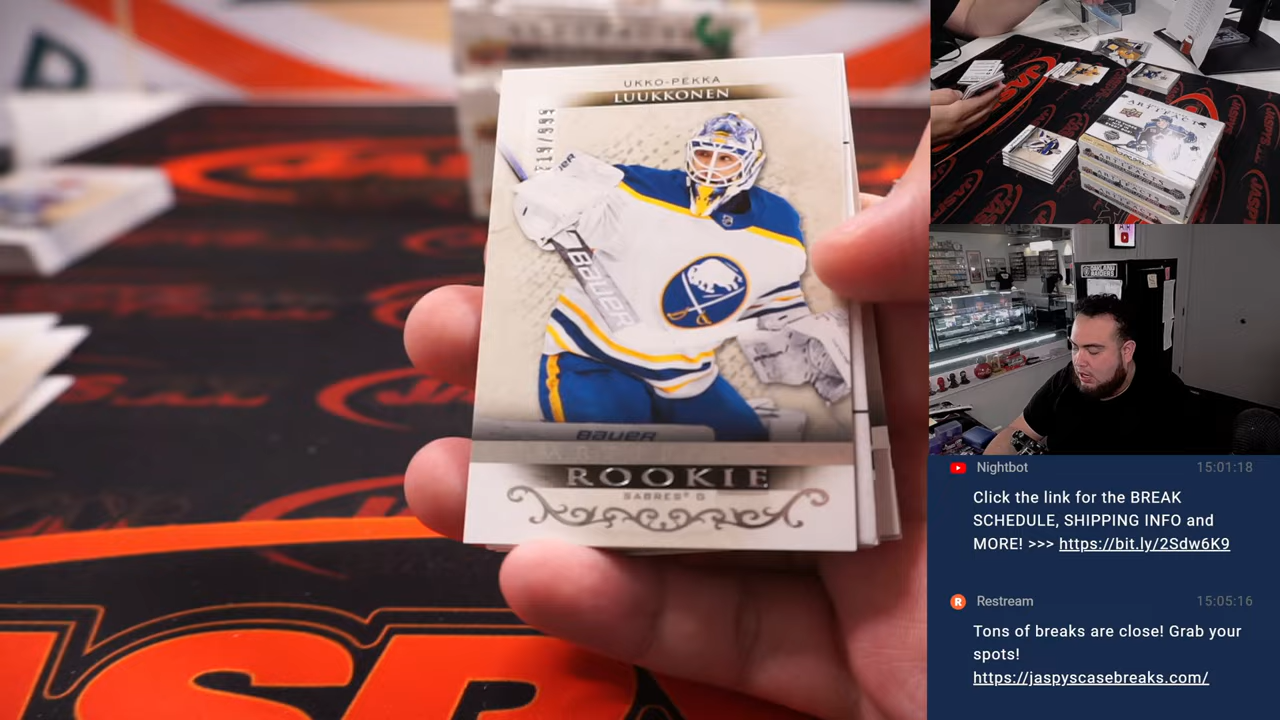 UKKO-PEKKA
LUUKKONEN
BAUER
BAUER
ROOKIE
SABRES® G
ARTIFACTS
Nightbot
15:01:18
Click the link for the BREAK
SCHEDULE, SHIPPING INFO and
MORE! >>> https://bit.ly/2Sdw6K9
Restream
15:05:16
Tons of breaks are close! Grab your
spots!
https://jaspyscasebreaks.com/